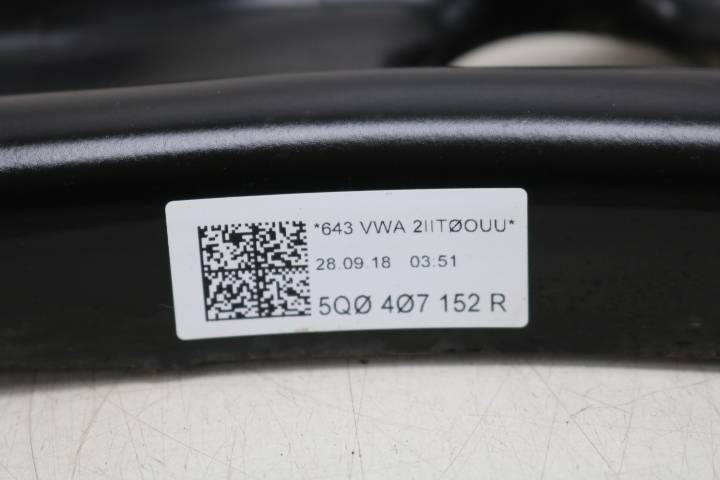 *643 VWA 2IITØOUU*
28.09.18 03:51
5QØ 4Ø7 152 R